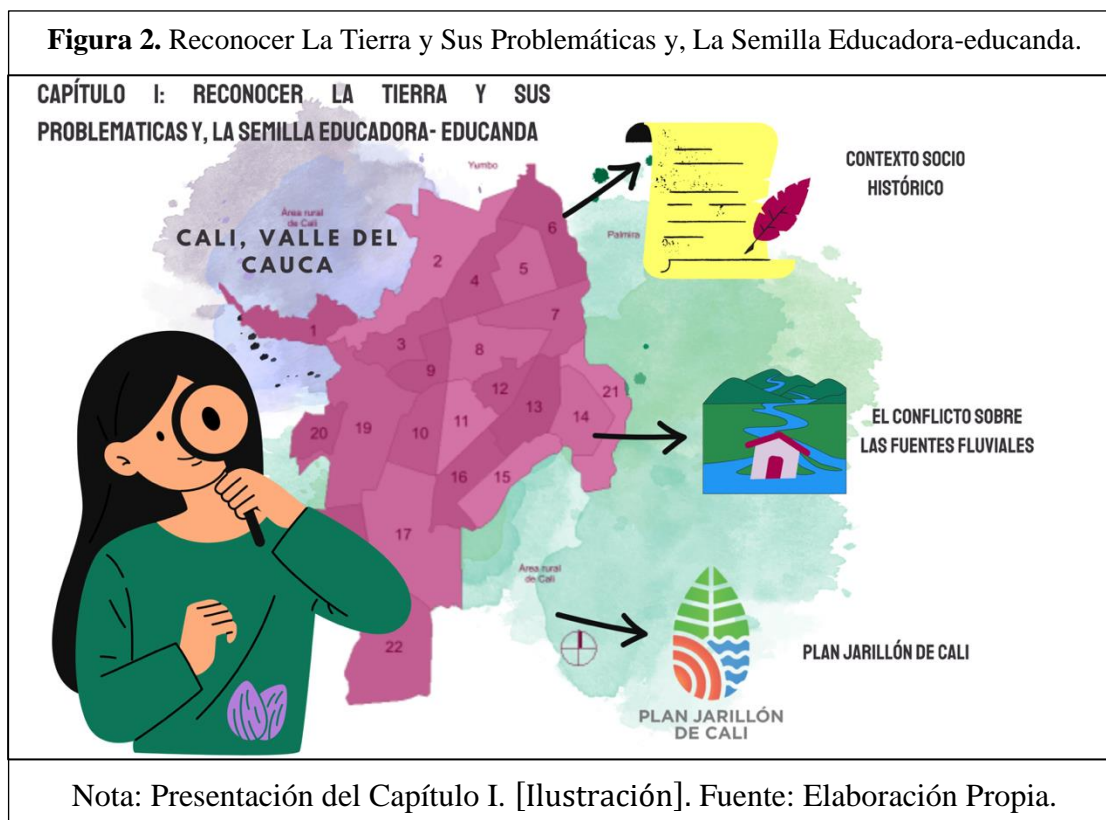 Figura 2. Reconocer La Tierra y Sus Problemáticas y, La Semilla Educadora-educanda.
CAPÍTULO I: RECONOCER LA TIERRA Y SUS
PROBLEMATICAS Y, LA SEMILLA EDUCADORA- EDUCANDA
Yumbo
Área rural
de Cali
CALI, VALLE DEL
CAUCA
Palmira
CONTEXTO SOCIO
HISTÓRICO
6
2
5
4
7
1
3
8
9
12
21
20
19
10
11
13
14
16
15
17
22
EL CONFLICTO SOBRE
LAS FUENTES FLUVIALES
Área rural
de Cali
PLAN JARILLÓN
DE CALI
PLAN JARILLÓN DE CALI
Nota: Presentación del Capítulo I. [Ilustración]. Fuente: Elaboración Propia.